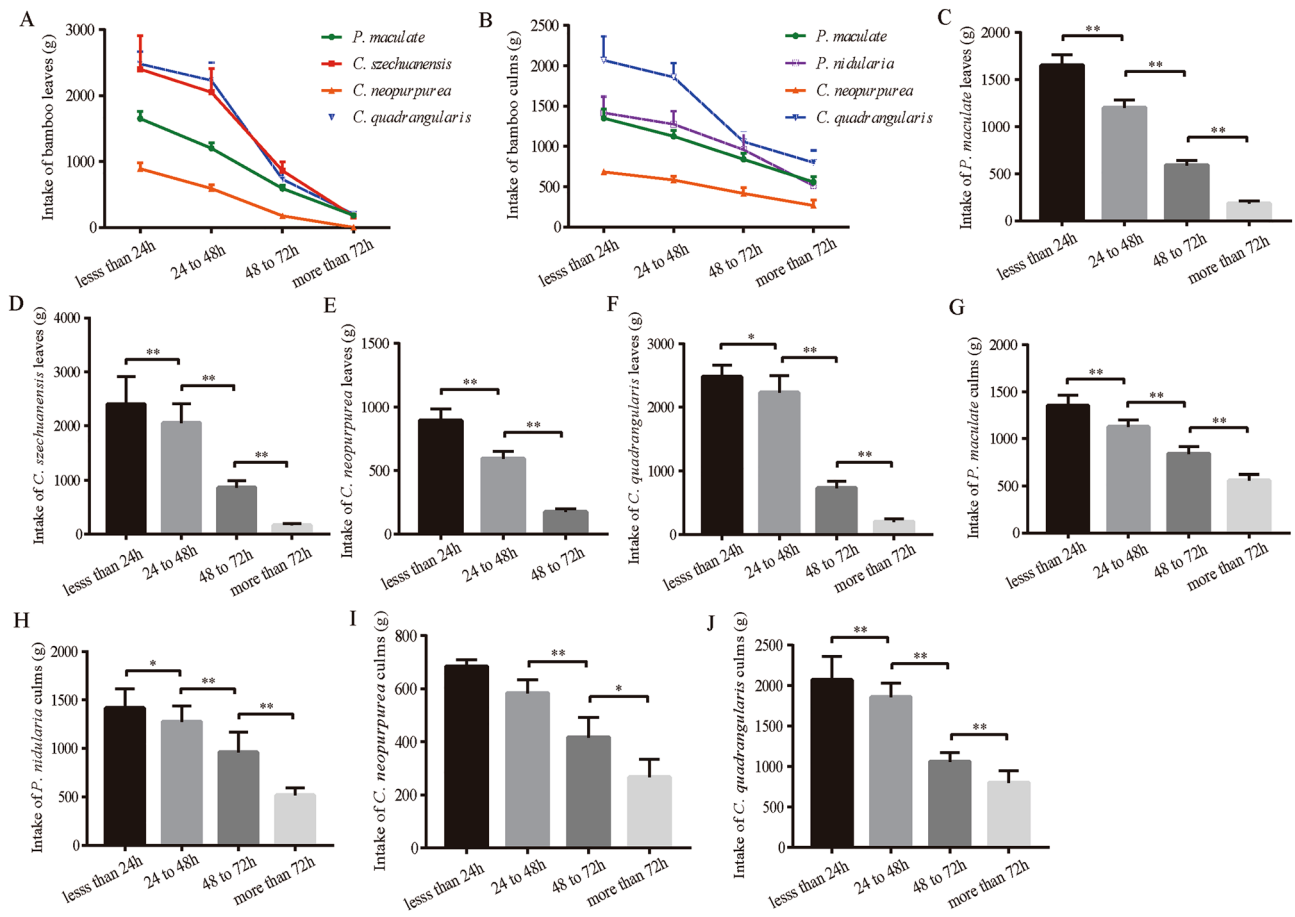 A
Intake of bamboo leaves (g)
3000
2000
1000
0
lesss than 24h
24 to 48h
48 to 72h
more than 72h
P. maculate
C. szechuanensis
C. neopurpurea
C. quadrangularis
B
Intake of bamboo culms (g)
2500
2000
1500
1000
500
0
lesss than 24h
24 to 48h
48 to 72h
more than 72h
P. maculate
P. nidularia
C. neopurpurea
C. quadrangularis
C
Intake of P. maculate leaves (g)
2000
1500
1000
500
0
**
**
**
lesss than 24h
24 to 48h
48 to 72h
more than 72h
D
Intake of C. szechuanensis leaves (g)
4000
3000
2000
1000
0
**
**
**
lesss than 24h
24 to 48h
48 to 72h
more than 72h
E
Intake of C. neopurpurea leaves (g)
1500
1000
500
0
**
**
lesss than 24h
24 to 48h
48 to 72h
F
Intake of C. quadrangularis leaves (g)
3000
2000
1000
0
*
**
**
lesss than 24h
24 to 48h
48 to 72h
more than 72h
G
Intake of P. maculate culms (g)
2000
1500
1000
500
0
**
**
**
lesss than 24h
24 to 48h
48 to 72h
more than 72h
H
Intake of P. nidularia culms (g)
2000
1500
1000
500
0
*
**
**
lesss than 24h
24 to 48h
48 to 72h
more than 72h
I
Intake of C. neopurpurea culms (g)
800
600
400
200
0
**
*
lesss than 24h
24 to 48h
48 to 72h
more than 72h
J
Intake of C. quadrangularis culms (g)
2500
2000
1500
1000
500
0
**
**
**
lesss than 24h
24 to 48h
48 to 72h
more than 72h